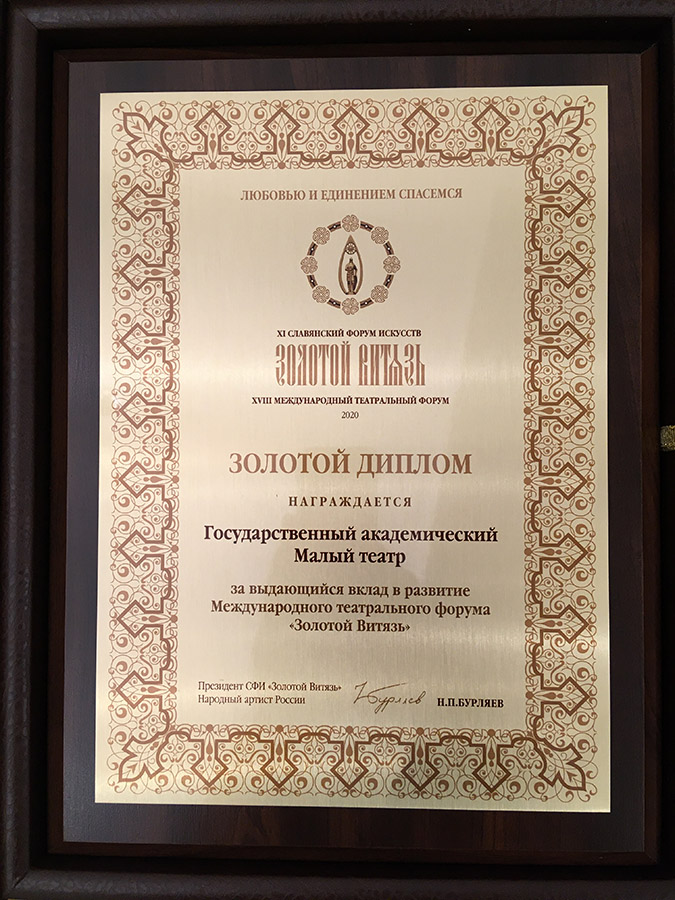 ЛЮБОВЬЮ И ЕДИНЕНИЕМ СПАСЕМСЯ
XI СЛАВЯНСКИЙ ФОРУМ ИСКУССТВ
ЗОЛОТОЙ ВИТЯЗЬ
XVIII МЕЖДУНАРОДНЫЙ ТЕАТРАЛЬНЫЙ ФОРУМ
2020
ЗОЛОТОЙ ДИПЛОМ
НАГРАЖДАЕТСЯ
Государственный академический
Малый театр
за выдающийся вклад в развитие
Международного театрального форума
«Золотой Витязь»
Президент СФИ «Золотой Витязь»
Народный артист России
Н.Бурляев
Н.П.БУРЛЯЕВ